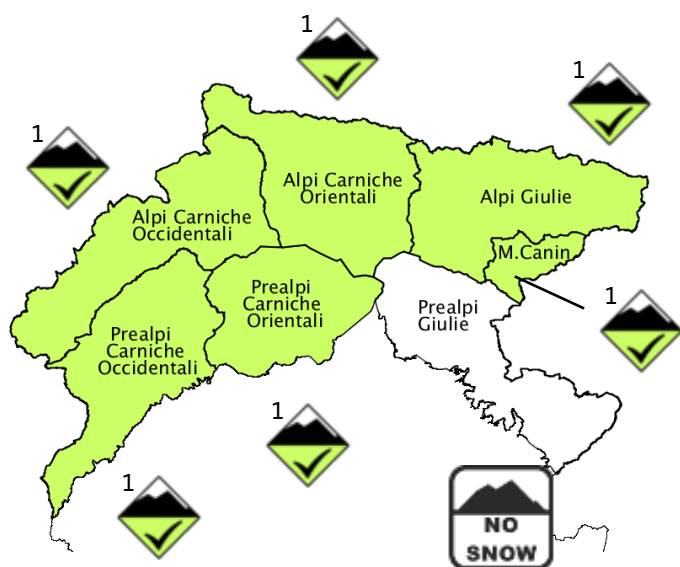 1
1
1
Alpi Carniche
Orientali
Alpi Giulie
Alpi Carniche
Occidentali
M.Canin
Prealpi
Carniche
Orientali
Prealpi
Giulie
1
Prealpi
Carniche
Occidentali
1
1
NO
SNOW